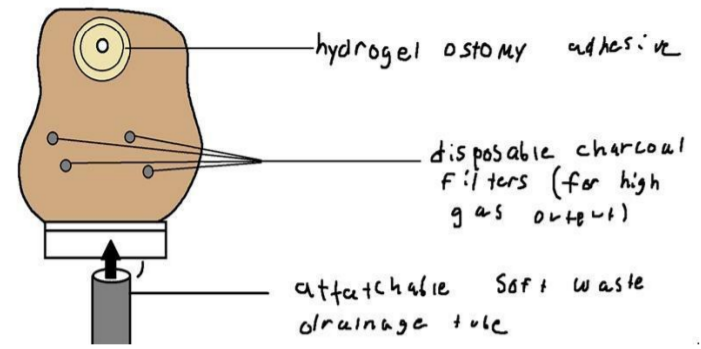 hydrogel ostomy adhesive
disposable charcoal
filters (for high
gas output)
attatchable soft waste
drainage tube